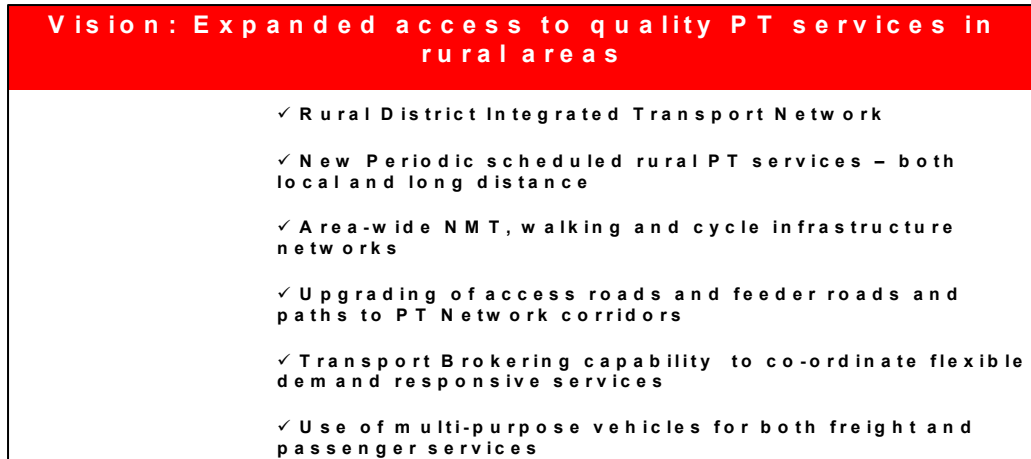 Vision: Expanded access to quality PT services in
rural areas
✓ Rural District Integrated Transport Network
✓ New Periodic scheduled rural PT services – both
local and long distance
✓ Area-wide NMT, walking and cycle infrastructure
networks
✓ Upgrading of access roads and feeder roads and
paths to PT Network corridors
✓ Transport Brokering capability to co-ordinate flexible
demand responsive services
✓ Use of multi-purpose vehicles for both freight and
passenger services